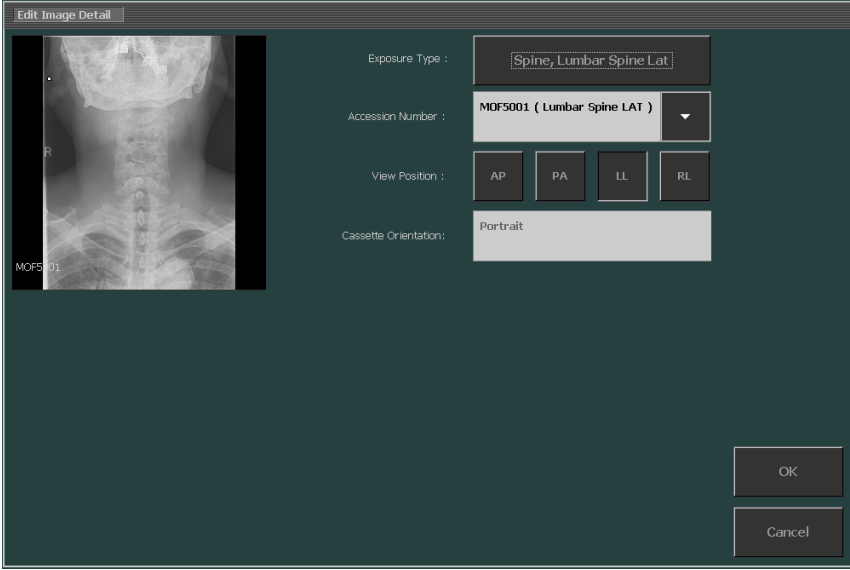 Edit Image Detail
Exposure Type :
Spine, Lumbar Spine Lat
Accession Number :
MOF5001 ( Lumbar Spine LAT )
View Position :
AP
PA
LL
RL
Cassette Orientation:
Portrait
R
MOF5001
OK
Cancel